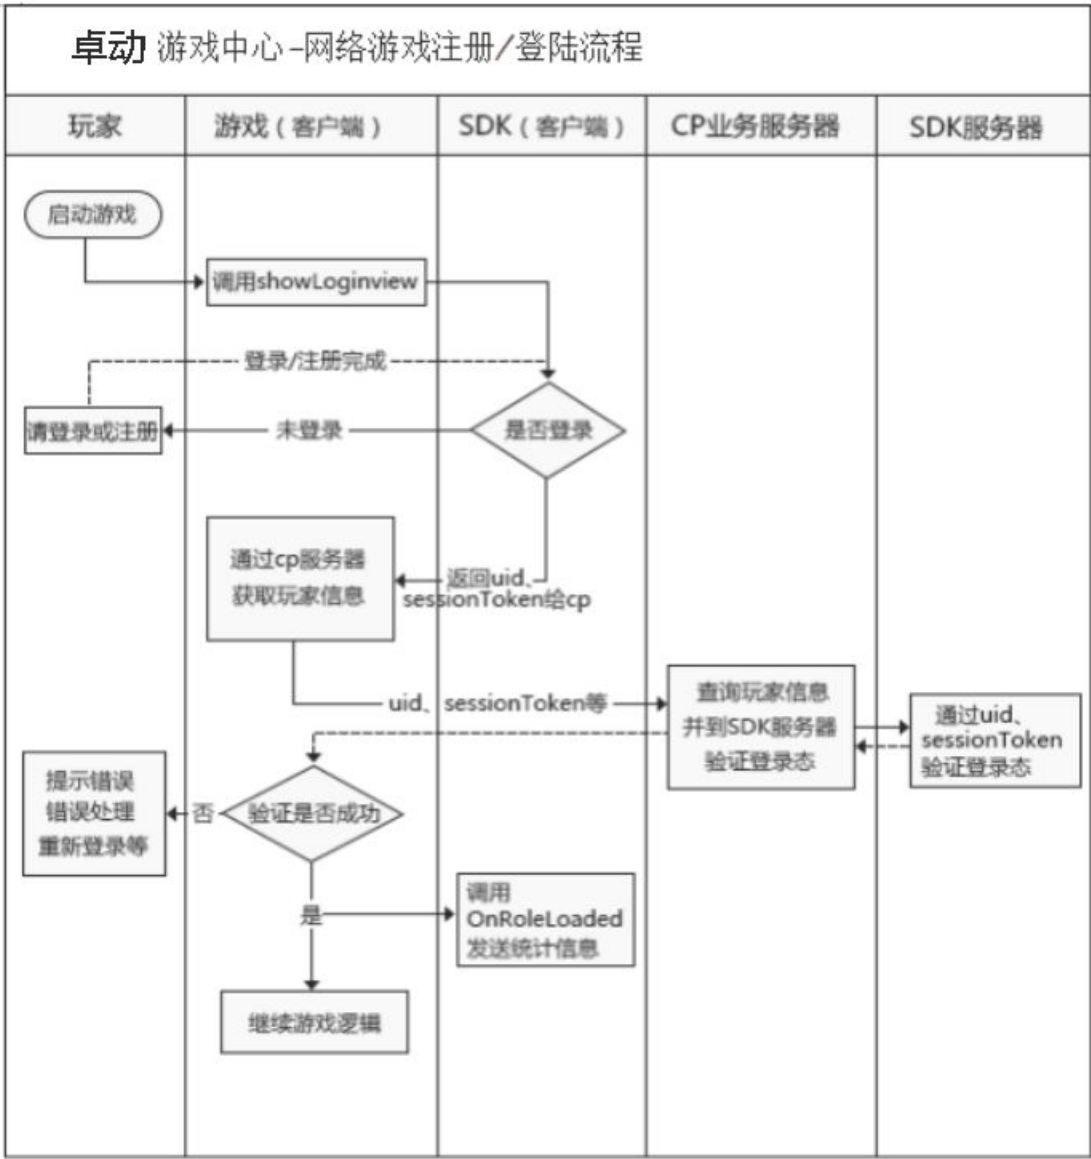 卓动 游戏中心-网络游戏注册/登陆流程
玩家
游戏(客户端)
SDK(客户端)
CP业务服务器
SDK服务器
启动游戏
调用showLoginview
登录/注册完成
请登录或注册
未登录
是否登录
通过cp服务器
获取玩家信息
返回uid、
sessionToken给cp
uid、sessionToken等
查询玩家信息
并到SDK服务器
验证登录态
通过uid、
sessionToken
验证登录态
提示错误
错误处理
重新登录等
否
验证是否成功
是
调用
OnRoleLoaded
发送统计信息
继续游戏逻辑